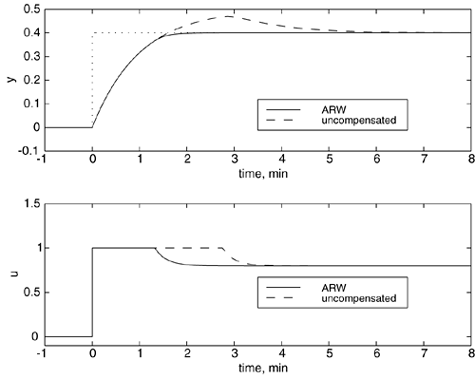 0.5
0.4
0.3
0.2
0.1
0
-0.1
y
ARW
uncompensated
-1 0 1 2 3 4 5 6 7 8
time, min
1.5
1
0.5
0
u
ARW
uncompensated
-1 0 1 2 3 4 5 6 7 8
time, min